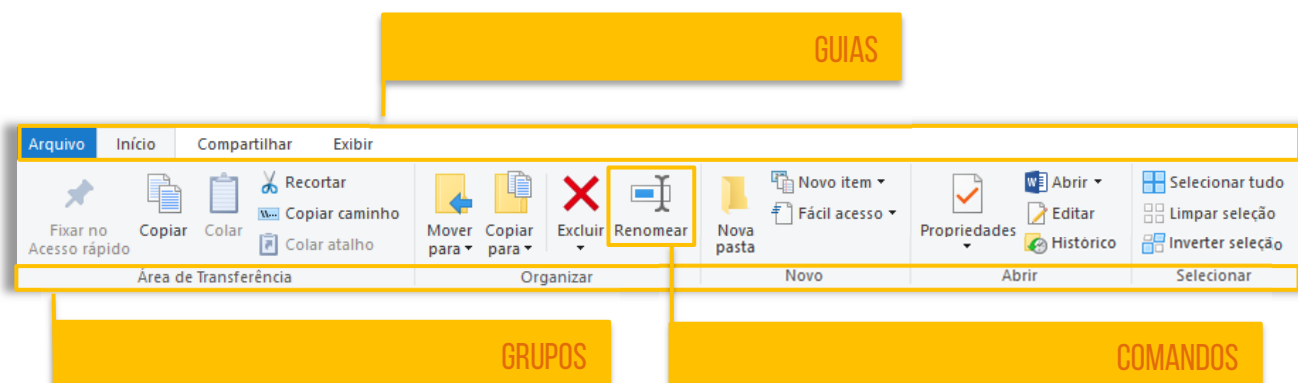 GUIAS
Arquivo Início Compartilhar Exibir
Fixar no
Acesso rápido
Copiar
Colar
Recortar
Copiar caminho
Colar atalho
Área de Transferência
Mover
para
Copiar
para
Excluir
Renomear
Organizar
Nova
pasta
Novo item
Fácil acesso
Novo
Propriedades
Abrir
Editar
Histórico
Abrir
Selecionar tudo
Limpar seleção
Inverter seleção
Selecionar
GRUPOS
COMANDOS